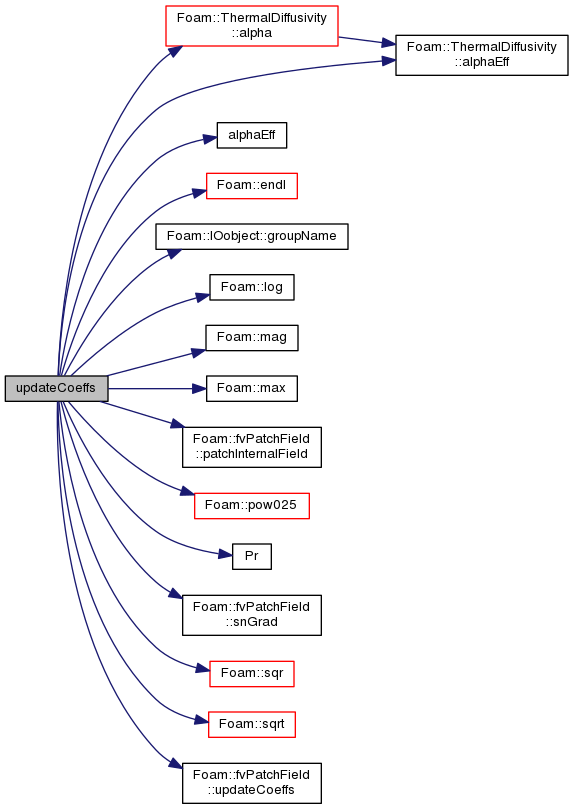 Foam::ThermalDiffusivity
::alpha
Foam::ThermalDiffusivity
::alphaEff
alphaEff
Foam::endl
Foam::IOobject::groupName
Foam::log
Foam::mag
updateCoeffs
Foam::max
Foam::fvPatchField
::patchInternalField
Foam::pow025
Pr
Foam::fvPatchField
::snGrad
Foam::sqr
Foam::sqrt
Foam::fvPatchField
::updateCoeffs